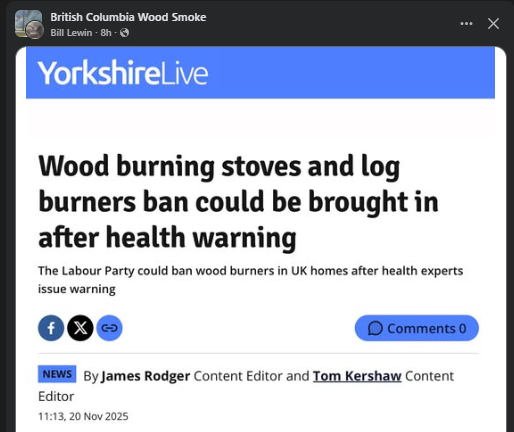 British Columbia Wood Smoke
Bill Lewin · 8h ·
YorkshireLive
Wood burning stoves and log
burners ban could be brought in
after health warning
The Labour Party could ban wood burners in UK homes after health experts
issue warning
Comments 0
NEWS By James Rodger Content Editor and Tom Kershaw Content
Editor
11:13, 20 Nov 2025